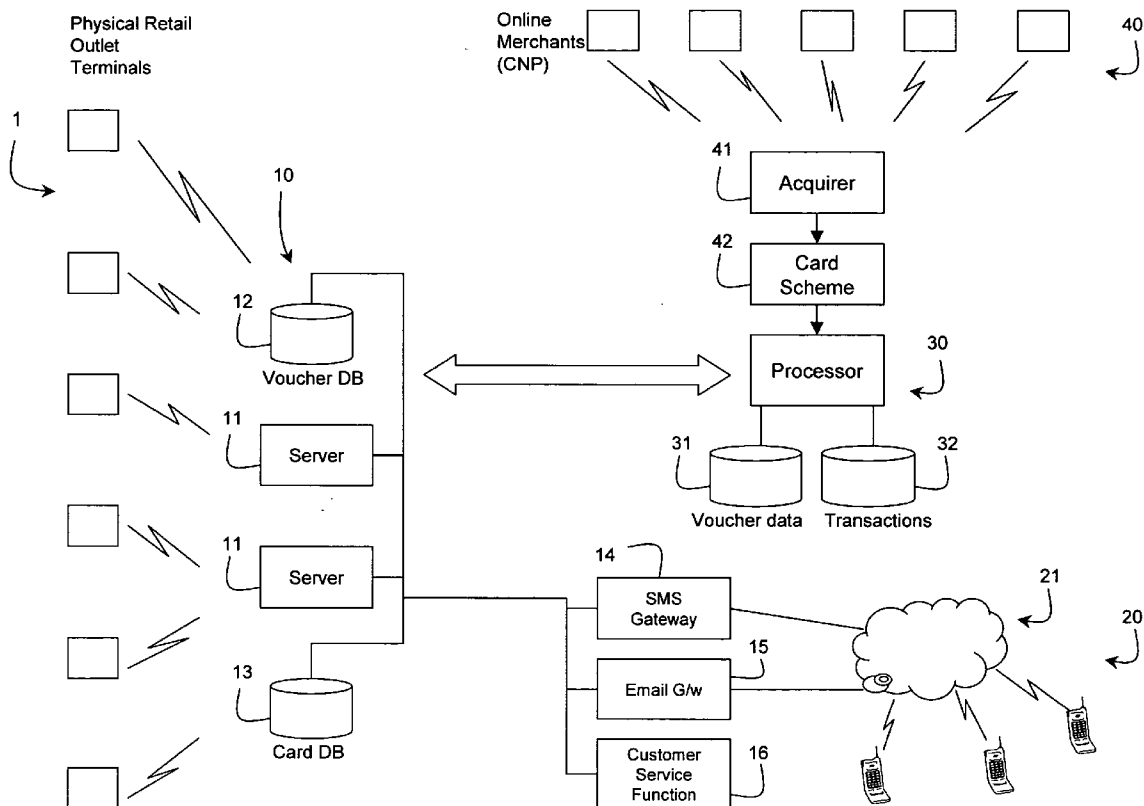 Physical Retail
Outlet
Terminals
1
10
12
Voucher DB
11
Server
11
Server
13
Card DB
Online
Merchants
(CNP)
40
41
Acquirer
42
Card
Scheme
30
Processor
31
Voucher data
32
Transactions
14
SMS
Gateway
15
Email G/w
16
Customer
Service
Function
21
20